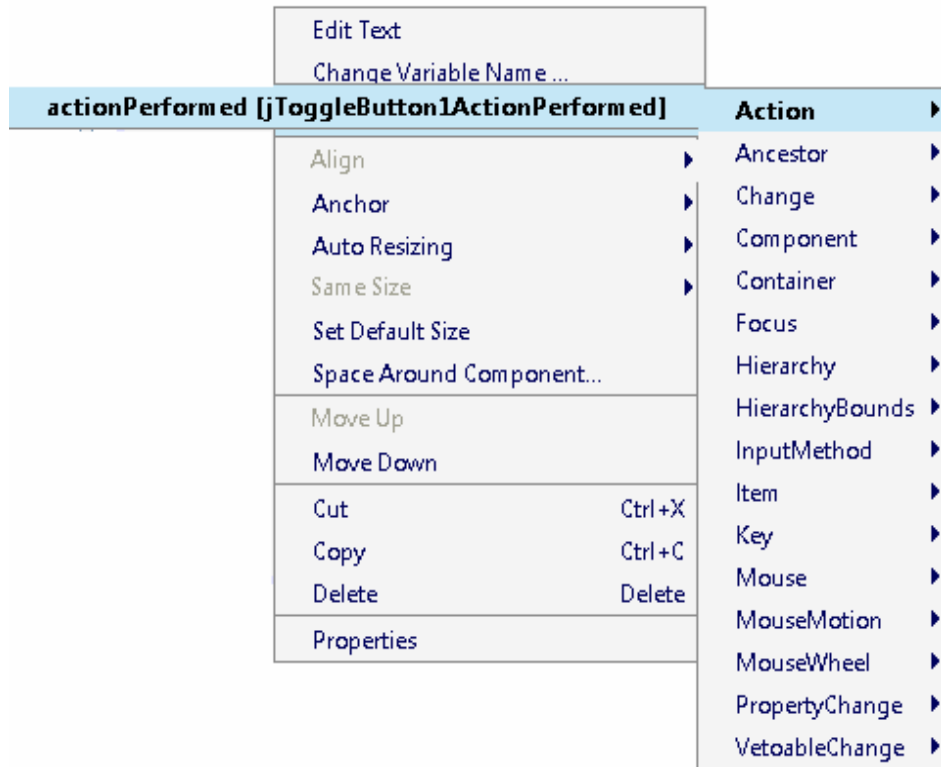 Edit Text
Change Variable Name ...
actionPerformed [jToggleButton1ActionPerformed]
Align
Anchor
Auto Resizing
Same Size
Set Default Size
Space Around Component...
Move Up
Move Down
Cut Ctrl+X
Copy Ctrl+C
Delete Delete
Properties
Action
Ancestor
Change
Component
Container
Focus
Hierarchy
HierarchyBounds
InputMethod
Item
Key
Mouse
MouseMotion
MouseWheel
PropertyChange
VetoableChange